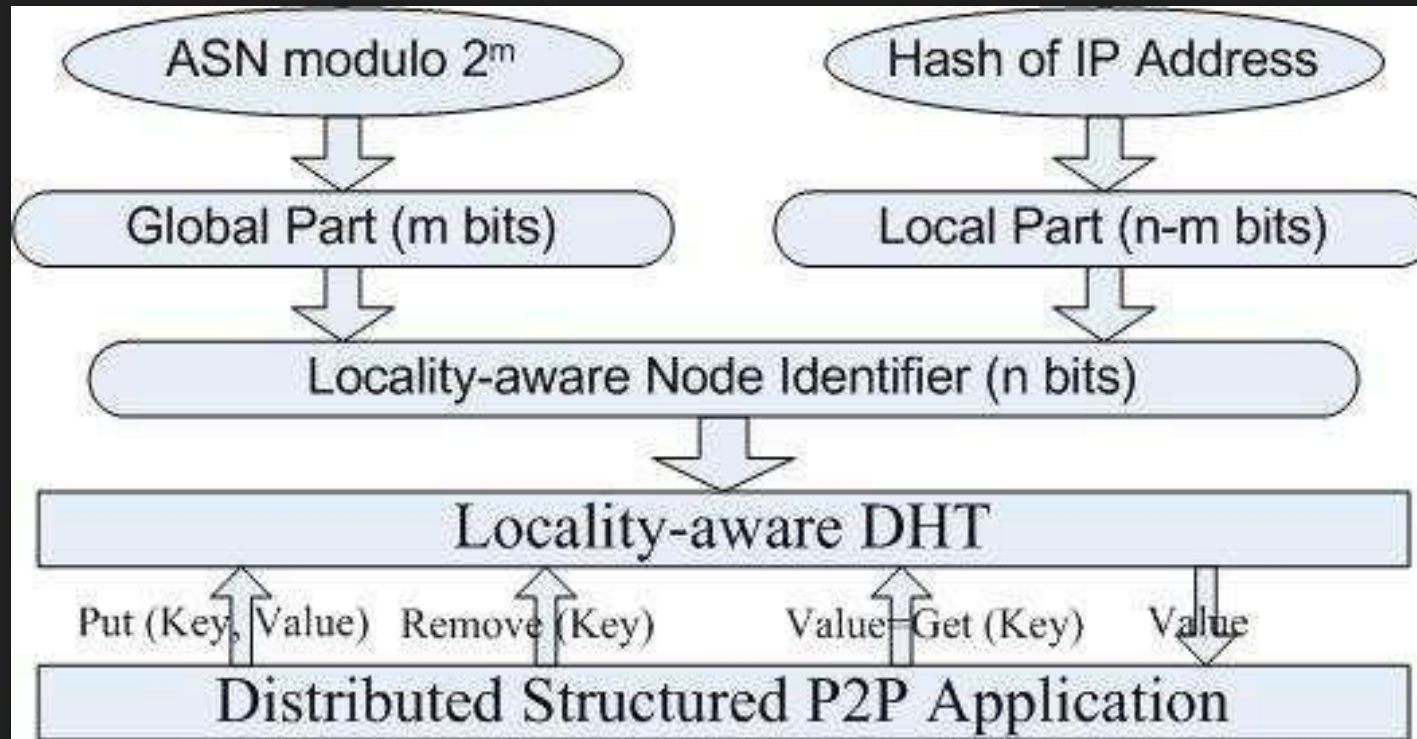 ASN modulo 2ᵐ
Hash of IP Address
Global Part (m bits)
Local Part (n-m bits)
Locality-aware Node Identifier (n bits)
Locality-aware DHT
Put (Key, Value)
Remove (Key)
Value=Get (Key)
Value
Distributed Structured P2P Application